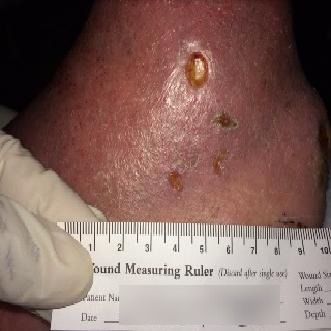 1 2 3 4 5 6 7 8 9 10
Wound Measuring Ruler (Discard after single use) Wound Si
Patient Na Length
Width
Date Depth